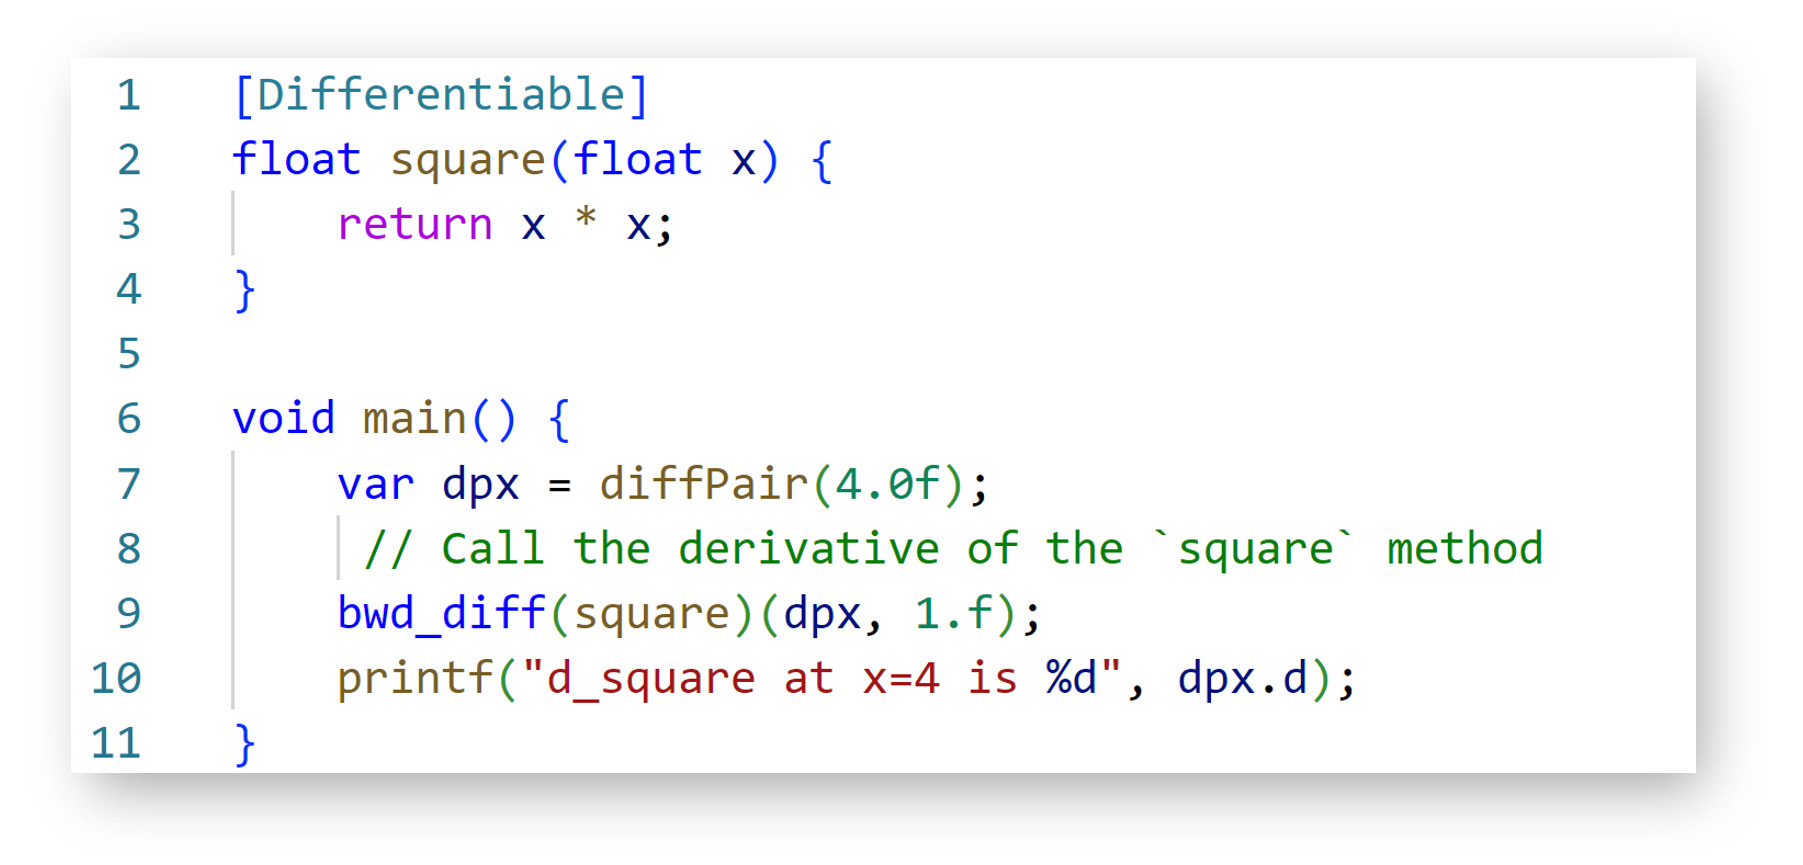 1 [Differentiable]
2 float square(float x) {
3 return x * x;
4 }
5
6 void main() {
7 var dpx = diffPair(4.0f);
8 // Call the derivative of the `square` method
9 bwd_diff(square)(dpx, 1.f);
10 printf("d_square at x=4 is %d", dpx.d);
11 }